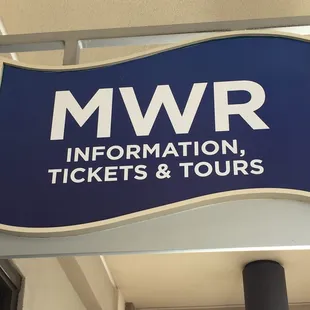 MWR
INFORMATION,
TICKETS & TOURS